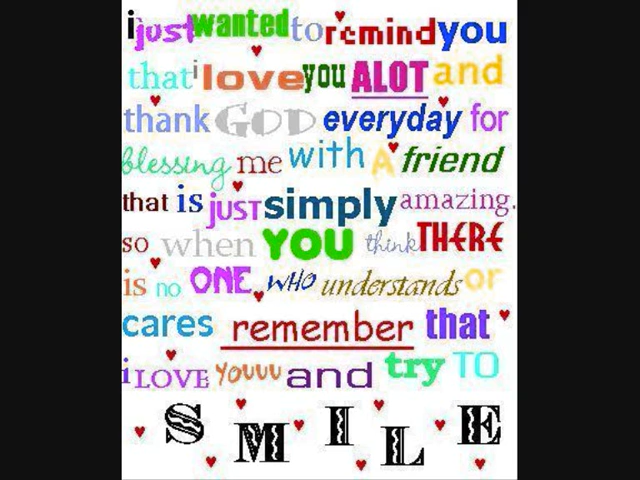 i just wanted to remind you
that i love you ALOT and
thank GOD everyday for
blessing me with A friend
that is JUST simply amazing.
so when YOU think THERE
is no ONE WHO understands or
cares remember that
i LOVE YOUUU and try TO
SMILE